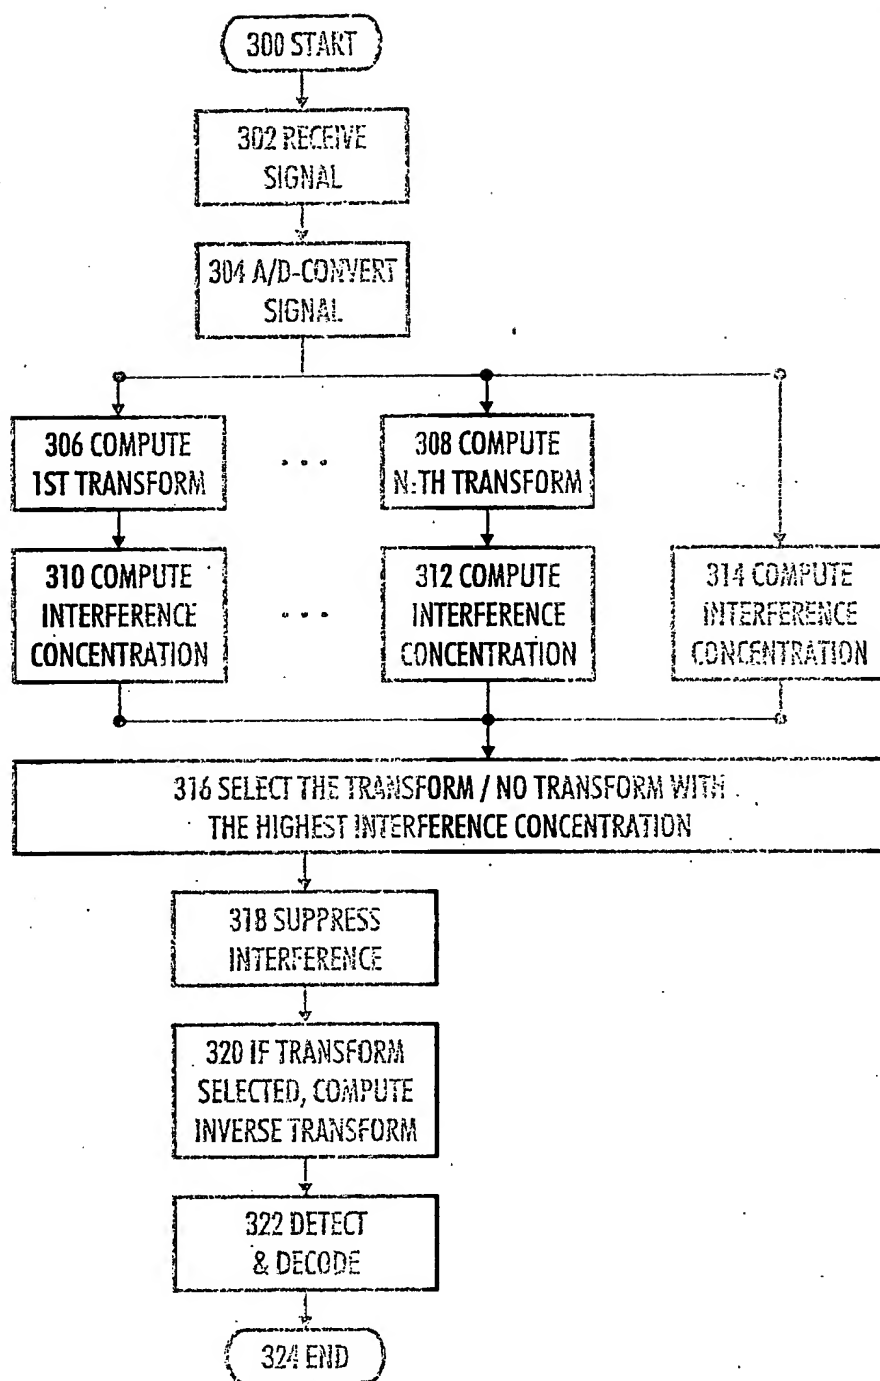 300 START
302 RECEIVE
SIGNAL
304 A/D-CONVERT
SIGNAL
306 COMPUTE
1ST TRANSFORM
. . .
308 COMPUTE
N:TH TRANSFORM
310 COMPUTE
INTERFERENCE
CONCENTRATION
. . .
312 COMPUTE
INTERFERENCE
CONCENTRATION
314 COMPUTE
INTERFERENCE
CONCENTRATION
316 SELECT THE TRANSFORM / NO TRANSFORM WITH
THE HIGHEST INTERFERENCE CONCENTRATION
318 SUPPRESS
INTERFERENCE
320 IF TRANSFORM
SELECTED, COMPUTE
INVERSE TRANSFORM
322 DETECT
& DECODE
324 END